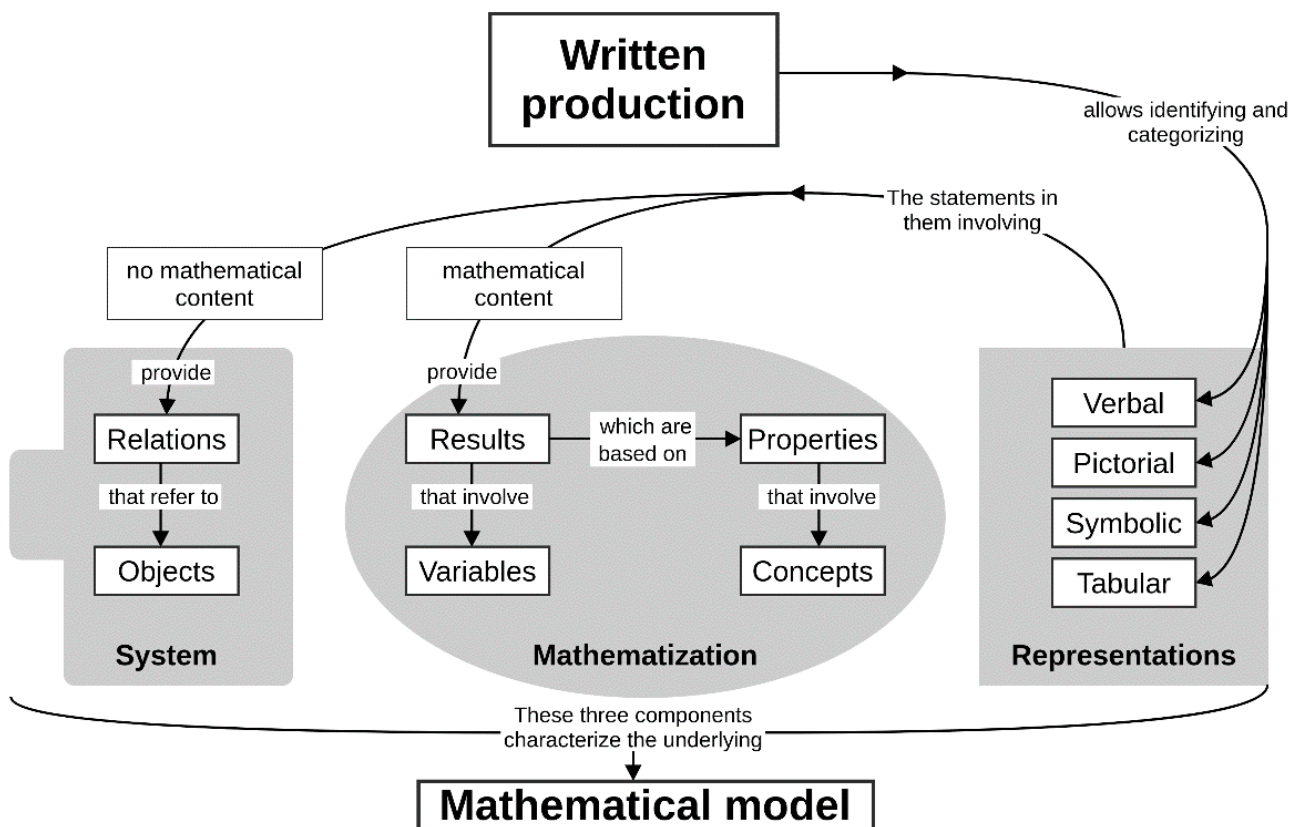 Written
production
allows identifying and
categorizing
The statements in
them involving
no mathematical
content
mathematical
content
provide
provide
Relations
Results
which are
based on
Properties
that refer to
that involve
that involve
Objects
Variables
Concepts
System
Mathematization
Verbal
Pictorial
Symbolic
Tabular
Representations
These three components
characterize the underlying
Mathematical model